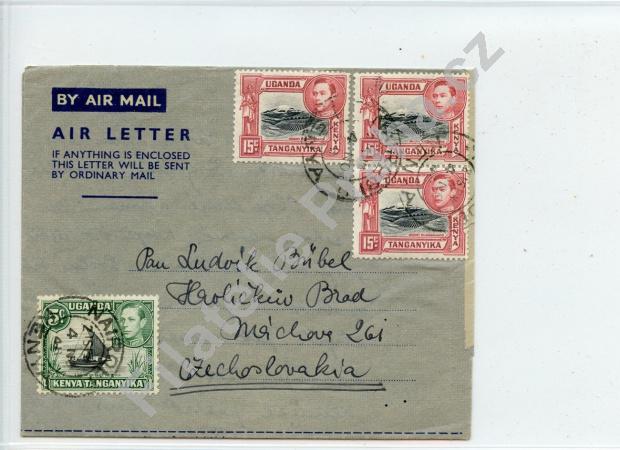 BY AIR MAIL
AIR LETTER
IF ANYTHING IS ENCLOSED
THIS LETTER WILL BE SENT
BY ORDINARY MAIL
UGANDA
KENYA
15C
TANGANYIKA
UGANDA
KENYA
15C
TANGANYIKA
UGANDA
KENYA
15C
TANGANYIKA
Pan Ludvík Bübel
Havlíčkův Brod
Máchova 261
Czechoslovakia
UGANDA
5C
KENYA TANGANYIKA
NAIROBI